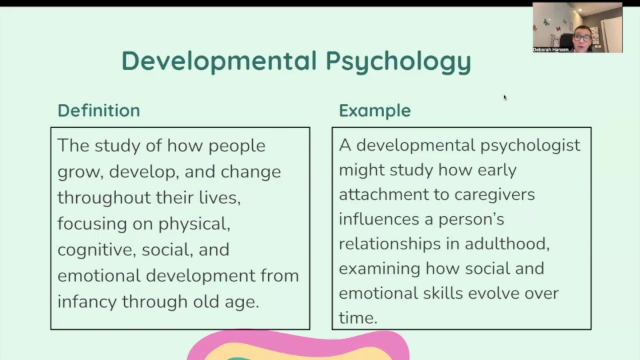 Deborah Hansen
Developmental Psychology
Definition
The study of how people
grow, develop, and change
throughout their lives,
focusing on physical,
cognitive, social, and
emotional development from
infancy through old age.
Example
A developmental psychologist
might study how early
attachment to caregivers
influences a person's
relationships in adulthood,
examining how social and
emotional skills evolve over
time.